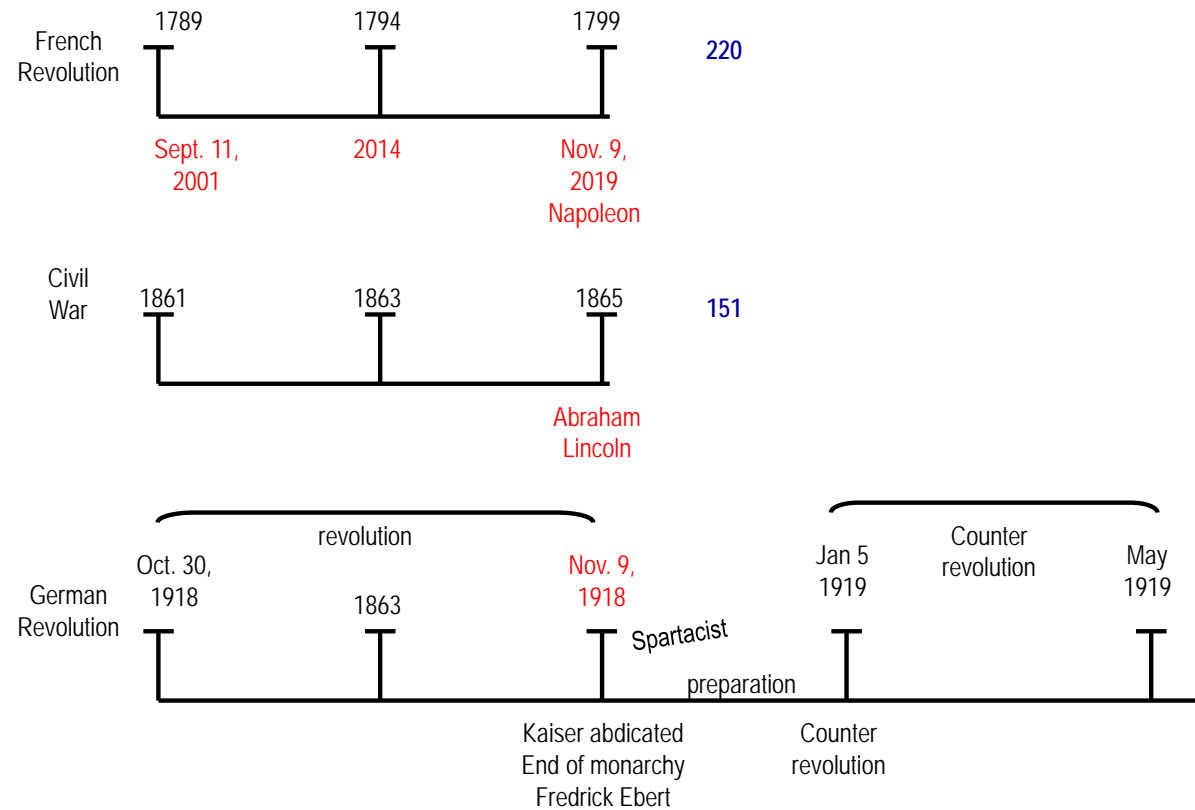 1789
1794
1799
French
Revolution
220
Sept. 11,
2001
2014
Nov. 9,
2019
Napoleon
Civil
War
1861
1863
1865
151
Abraham
Lincoln
revolution
Counter
revolution
Oct. 30,
1918
Nov. 9,
1918
Jan 5
1919
May
1919
German
Revolution
1863
Spartacist
preparation
Kaiser abdicated
End of monarchy
Fredrick Ebert
Counter
revolution